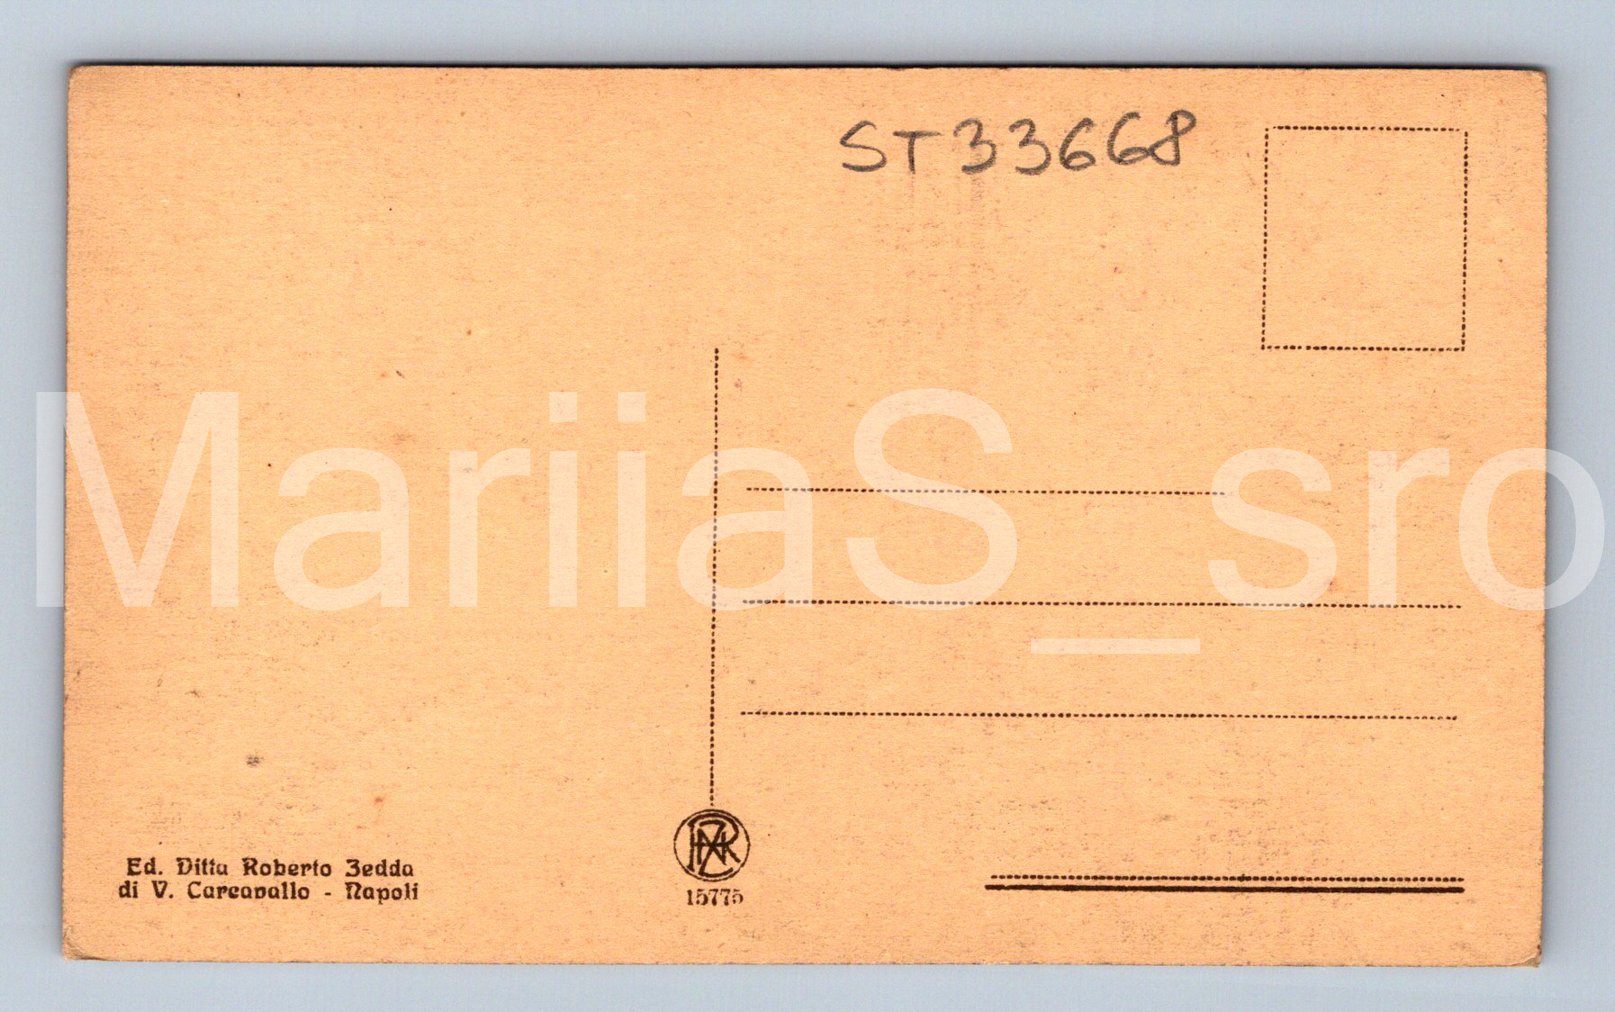 ST33668
MariiaS_sro
Ed. Ditta Roberto Zedda
di V. Carcavallo - Napoli
15775